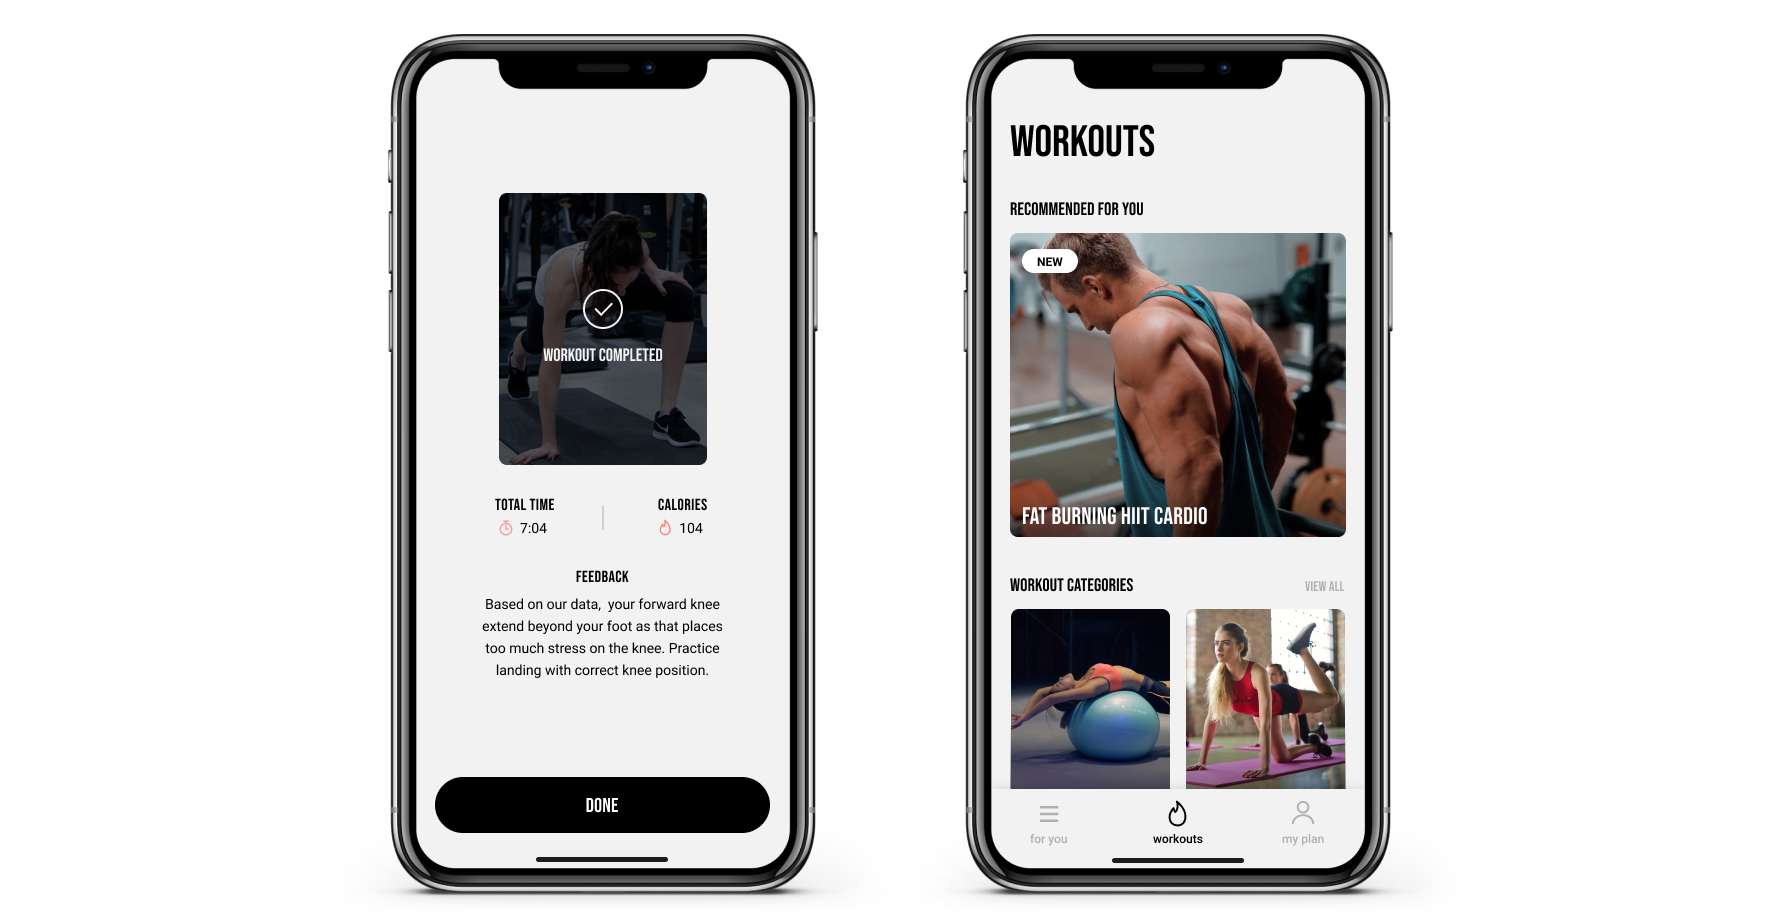 WORKOUT COMPLETED
TOTAL TIME
7:04
CALORIES
104
FEEDBACK
Based on our data,  your forward knee
extend beyond your foot as that places
too much stress on the knee. Practice
landing with correct knee position.
DONE
WORKOUTS
RECOMMENDED FOR YOU
NEW
FAT BURNING HIIT CARDIO
WORKOUT CATEGORIES
VIEW ALL
for you
workouts
my plan